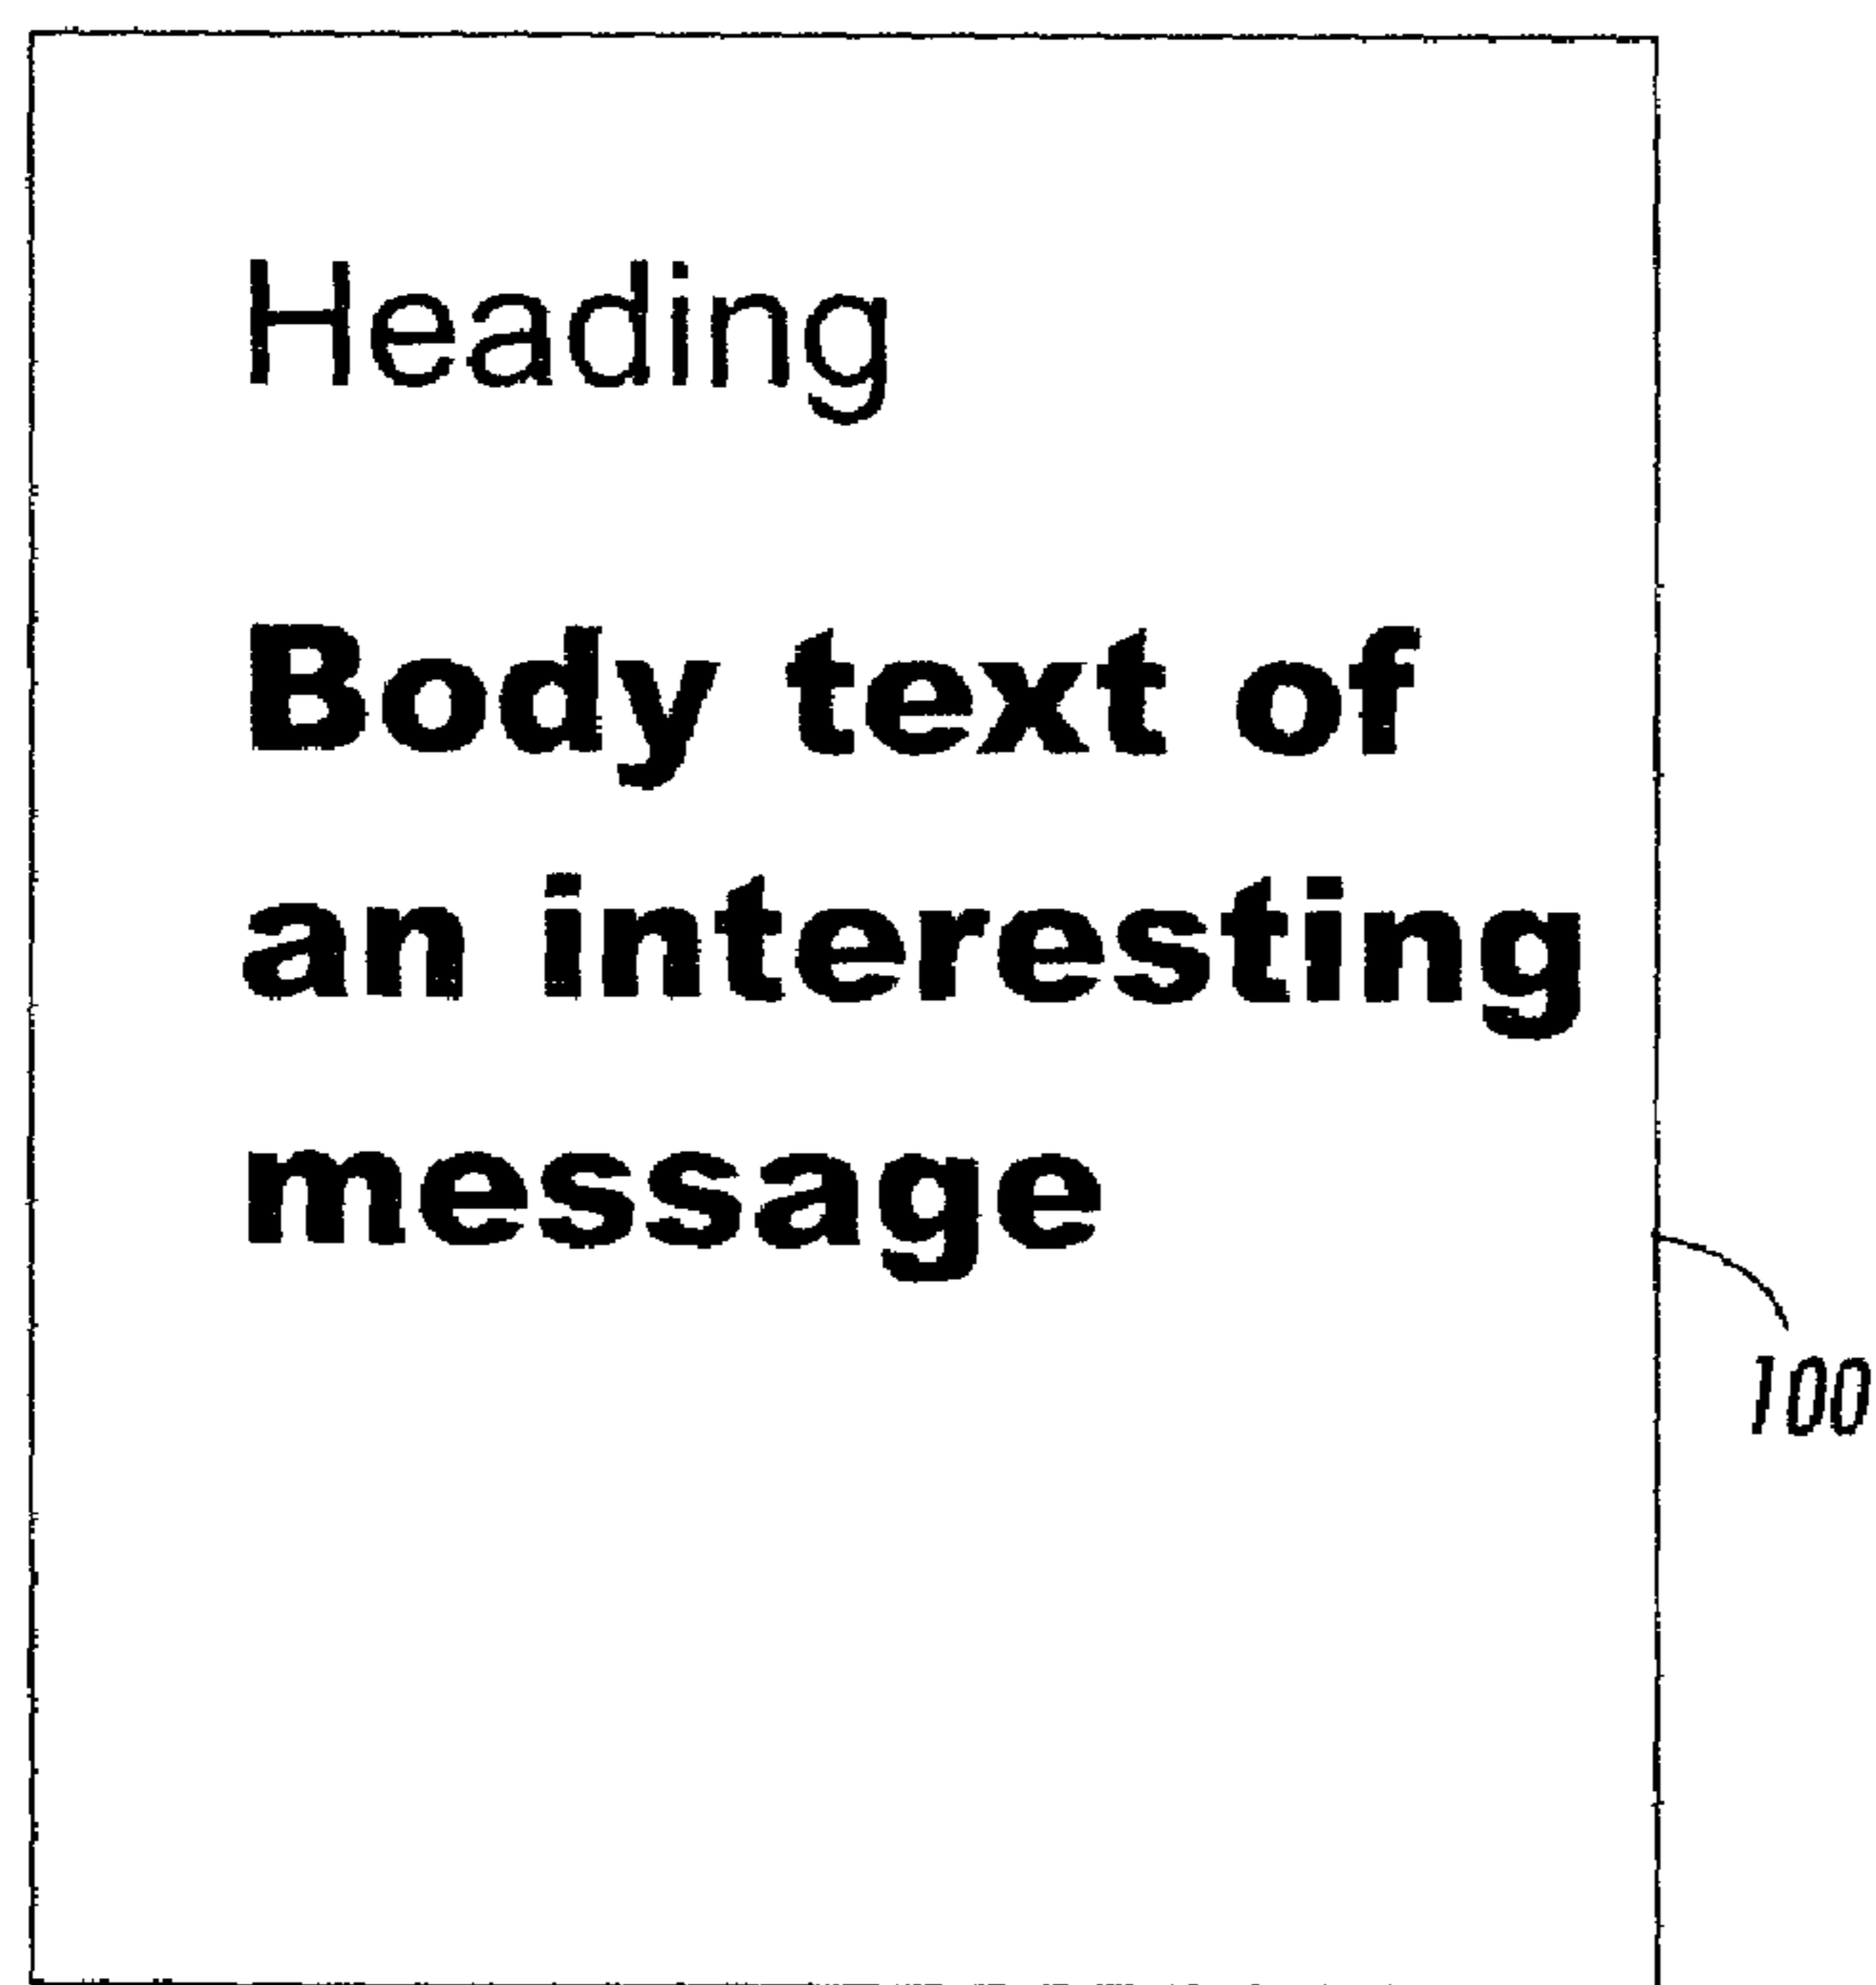 Heading
Body text of
an interesting
message
100